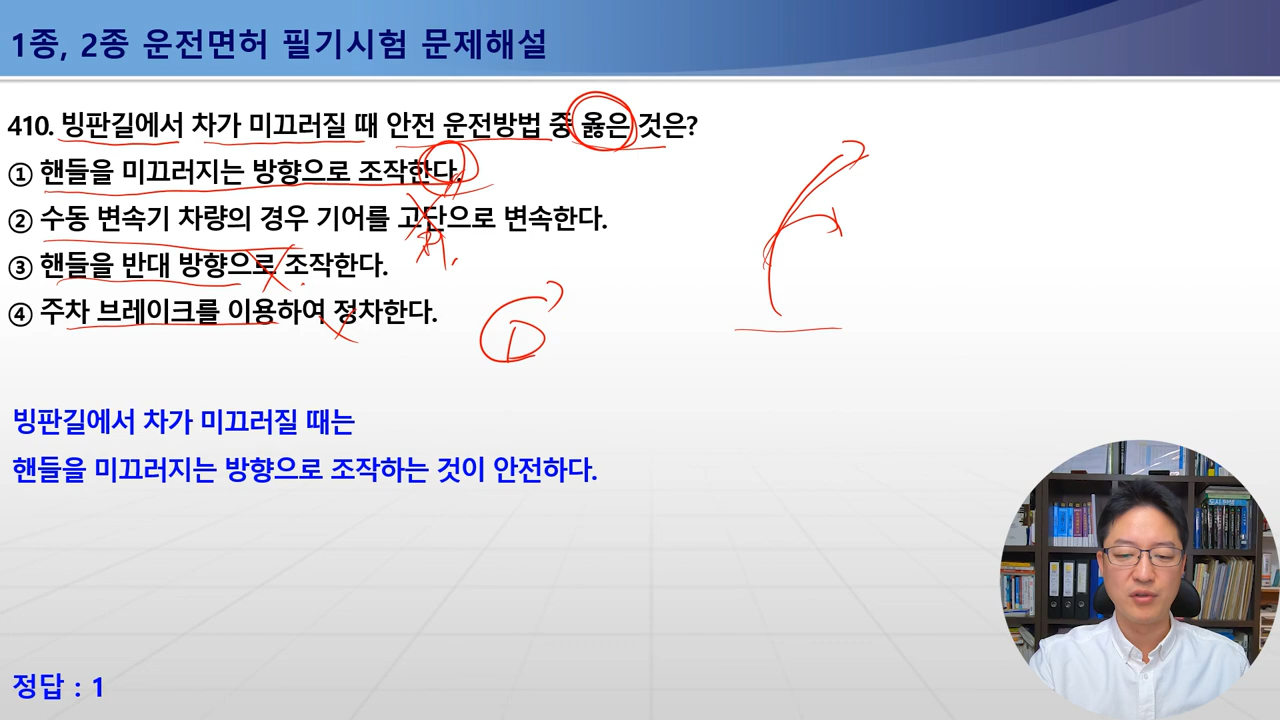 1종, 2종 운전면허 필기시험 문제해설
410. 빙판길에서 차가 미끄러질 때 안전 운전방법 중 옳은 것은?
① 핸들을 미끄러지는 방향으로 조작한다.
② 수동 변속기 차량의 경우 기어를 고단으로 변속한다.
저.
③ 핸들을 반대 방향으로 조작한다.
④ 주차 브레이크를 이용하여 정차한다.
빙판길에서 차가 미끄러질 때는
핸들을 미끄러지는 방향으로 조작하는 것이 안전하다.
정답 : 1